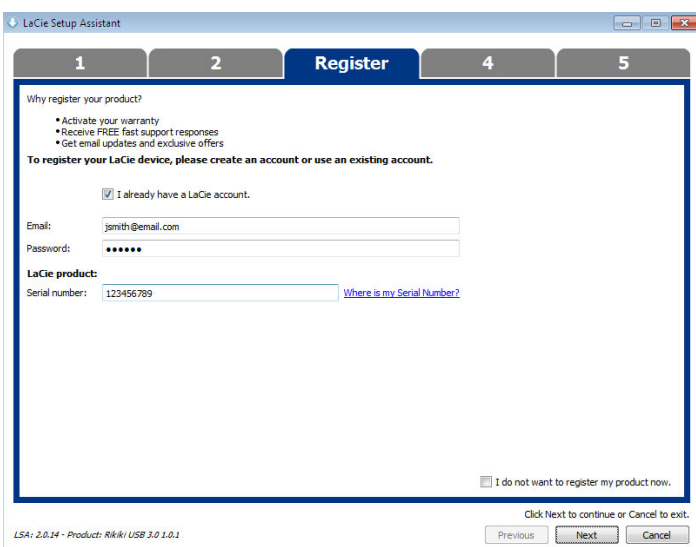 LaCie Setup Assistant
1 2 Register 4 5
Why register your product?
• Activate your warranty
• Receive FREE fast support responses
• Get email updates and exclusive offers
To register your LaCie device, please create an account or use an existing account.
I already have a LaCie account.
Email: jsmith@email.com
Password: ••••••
LaCie product:
Serial number: 123456789 Where is my Serial Number?
I do not want to register my product now.
Click Next to continue or Cancel to exit.
LSA: 2.0.14 - Product: Rikiki USB 3.0 1.0.1 Previous Next Cancel